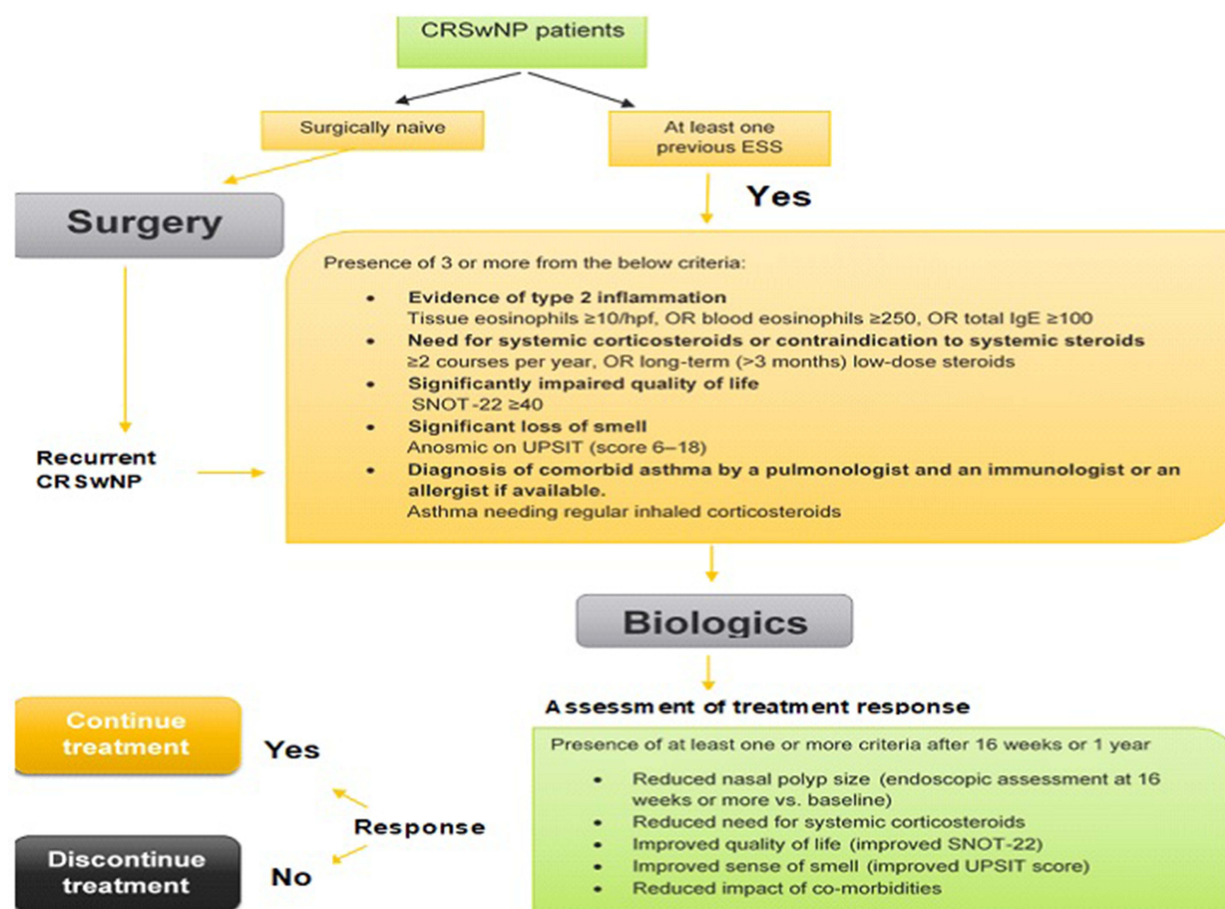 CRSwNP patients
Surgically naive
At least one
previous ESS
Yes
Surgery
Presence of 3 or more from the below criteria:
• Evidence of type 2 inflammation
Tissue eosinophils ≥10/hpf, OR blood eosinophils ≥250, OR total IgE ≥100
• Need for systemic corticosteroids or contraindication to systemic steroids
≥2 courses per year, OR long-term (>3 months) low-dose steroids
• Significantly impaired quality of life
SNOT-22 ≥40
• Significant loss of smell
Anosmic on UPSIT (score 6–18)
• Diagnosis of comorbid asthma by a pulmonologist and an immunologist or an
allergist if available.
Asthma needing regular inhaled corticosteroids
Recurrent
CRSwNP
Biologics
Assessment of treatment response
Presence of at least one or more criteria after 16 weeks or 1 year
• Reduced nasal polyp size (endoscopic assessment at 16
weeks or more vs. baseline)
• Reduced need for systemic corticosteroids
• Improved quality of life (improved SNOT-22)
• Improved sense of smell (improved UPSIT score)
• Reduced impact of co-morbidities
Response
Yes
Continue
treatment
No
Discontinue
treatment